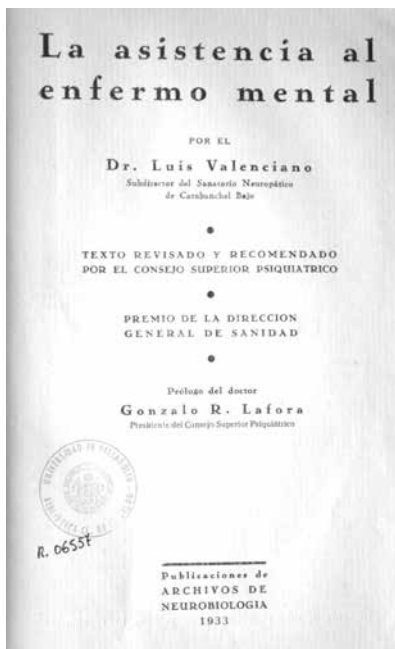 La asistencia al
enfermo mental
POR EL
Dr. Luis Valenciano
Subdirector del Sanatorio Neuropático
de Carabanchel Bajo
TEXTO REVISADO Y RECOMENDADO
POR EL CONSEJO SUPERIOR PSIQUIATRICO
PREMIO DE LA DIRECCION
GENERAL DE SANIDAD
Prólogo del doctor
Gonzalo R. Lafora
Presidente del Consejo Superior Psiquiátrico
R. 06557
Publicaciones de
ARCHIVOS DE
NEUROBIOLOGIA
1933